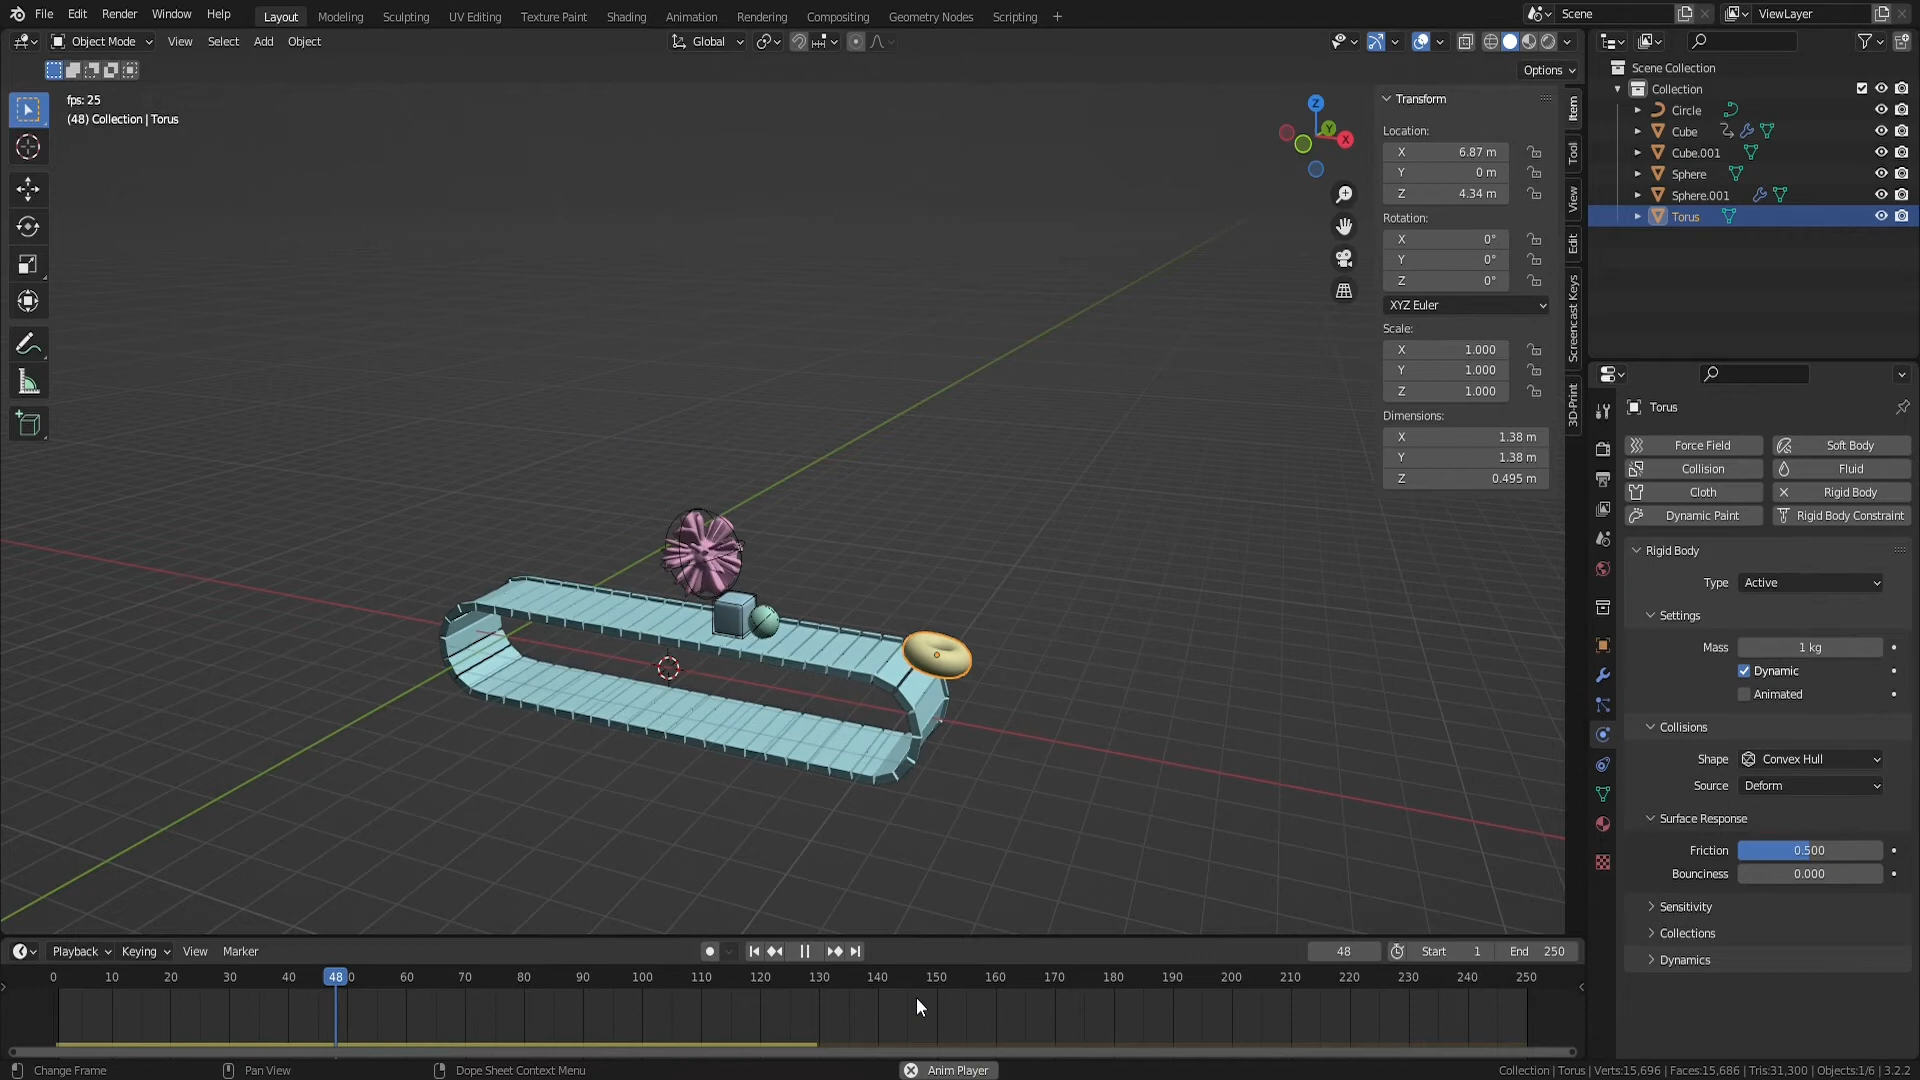 File Edit Render Window Help Layout Modeling Sculpting UV Editing Texture Paint Shading Animation Rendering Compositing Geometry Nodes Scripting + Scene ViewLayer
Object Mode View Select Add Object Global
Options
fps: 25
(48) Collection | Torus
Z
Y
X
Transform
Location:
X 6.87 m
Y 0 m
Z 4.34 m
Rotation:
X 0°
Y 0°
Z 0°
XYZ Euler
Scale:
X 1.000
Y 1.000
Z 1.000
Dimensions:
X 1.38 m
Y 1.38 m
Z 0.495 m
Item
Tool
View
Edit
Screencast Keys
3D-Print
Scene Collection
Collection
Circle
Cube
Cube.001
Sphere
Sphere.001
Torus
Torus
Force Field Soft Body
Collision Fluid
Cloth Rigid Body
Dynamic Paint Rigid Body Constraint
Rigid Body
Type Active
Settings
Mass 1 kg
Dynamic
Animated
Collisions
Shape Convex Hull
Source Deform
Surface Response
Friction 0.500
Bounciness 0.000
Sensitivity
Collections
Dynamics
Playback Keying View Marker 48 Start 1 End 250
0 10 20 30 40 48 0 60 70 80 90 100 110 120 130 140 150 160 170 180 190 200 210 220 230 240 250
Change Frame Pan View Dope Sheet Context Menu Anim Player Collection | Torus | Verts:15,696 | Faces:15,686 | Tris:31,300 | Objects:1/6 | 3.2.2